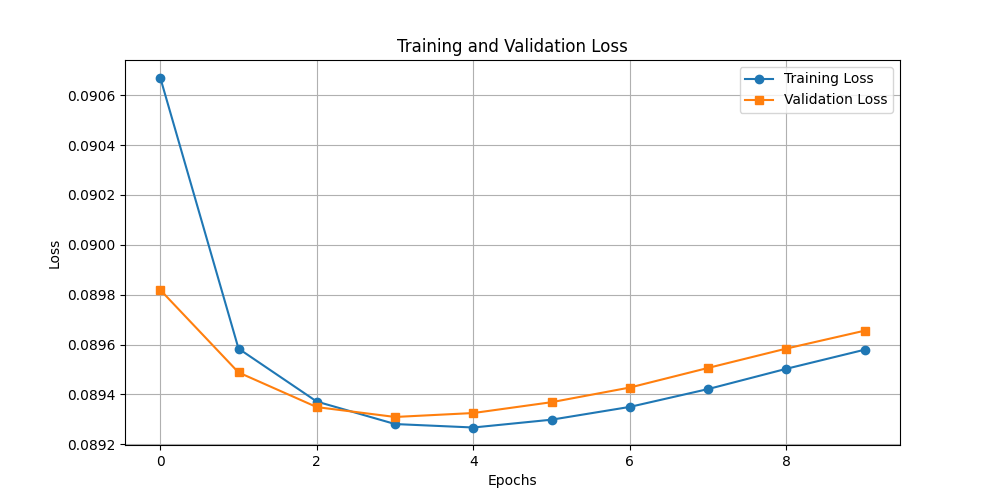 Training and Validation Loss
Training Loss
Validation Loss
0.0906
0.0904
0.0902
0.0900
0.0898
0.0896
0.0894
0.0892
Loss
0 2 4 6 8
Epochs